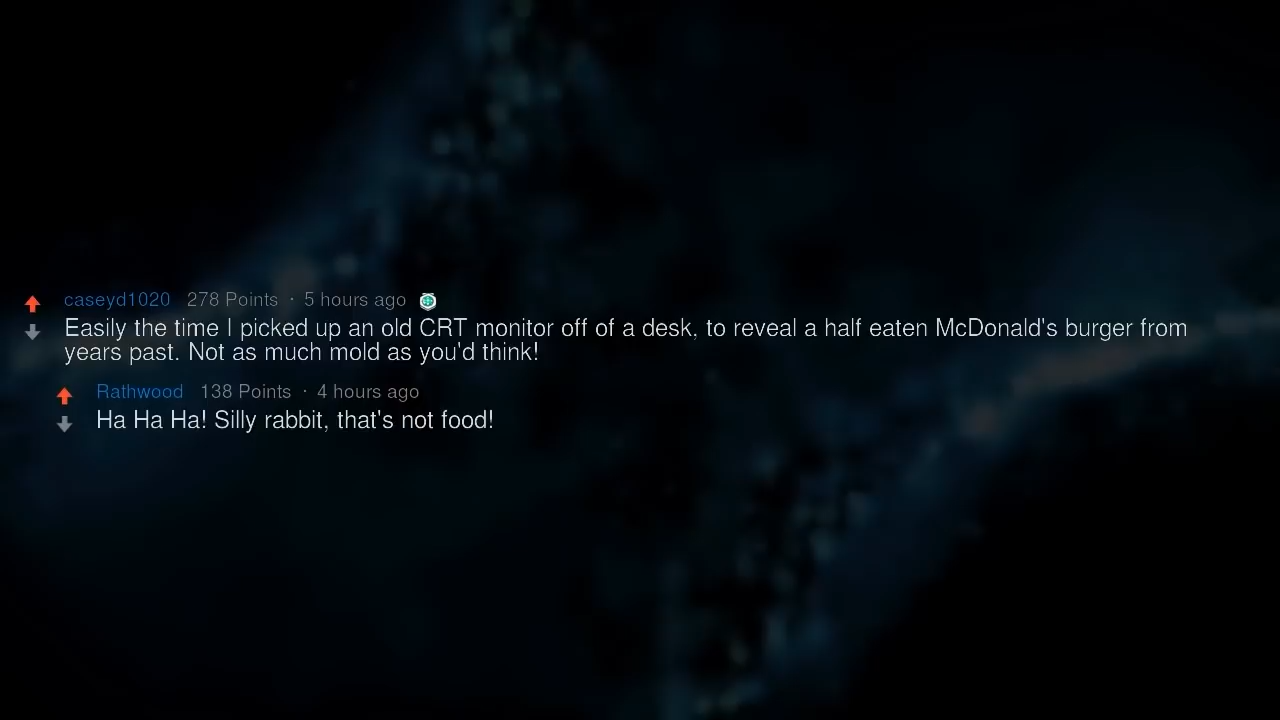 caseyd1020 278 Points · 5 hours ago
Easily the time I picked up an old CRT monitor off of a desk, to reveal a half eaten McDonald's burger from
years past. Not as much mold as you'd think!
Rathwood 138 Points · 4 hours ago
Ha Ha Ha! Silly rabbit, that's not food!